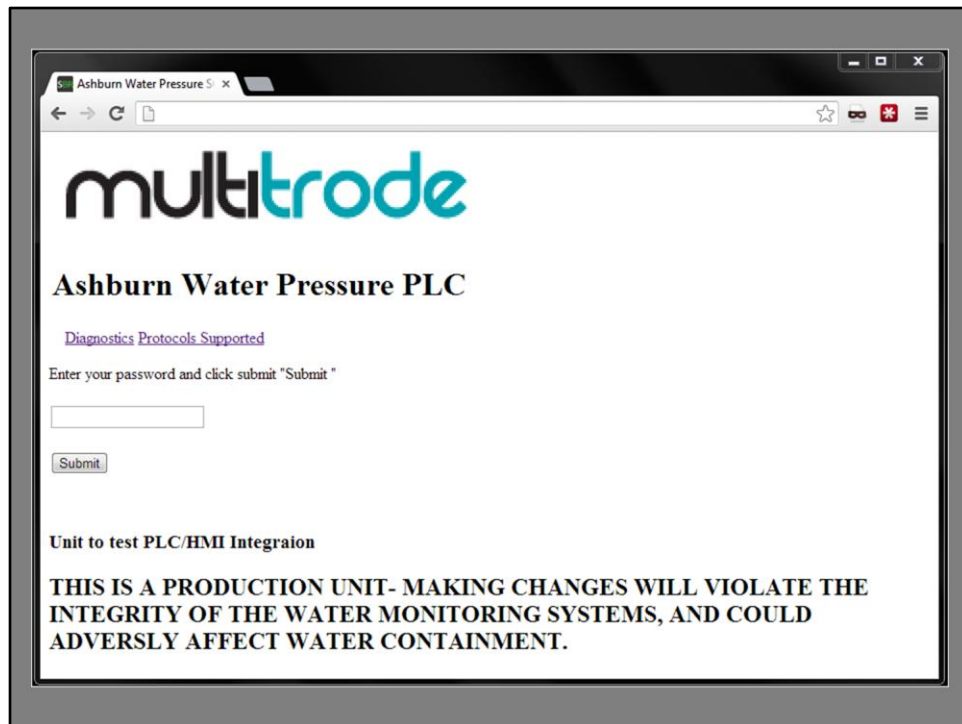 Ashburn Water Pressure S
multitrode
Ashburn Water Pressure PLC
Diagnostics Protocols Supported
Enter your password and click submit "Submit "
Submit
Unit to test PLC/HMI Integraion
THIS IS A PRODUCTION UNIT- MAKING CHANGES WILL VIOLATE THE
INTEGRITY OF THE WATER MONITORING SYSTEMS, AND COULD
ADVERSLY AFFECT WATER CONTAINMENT.